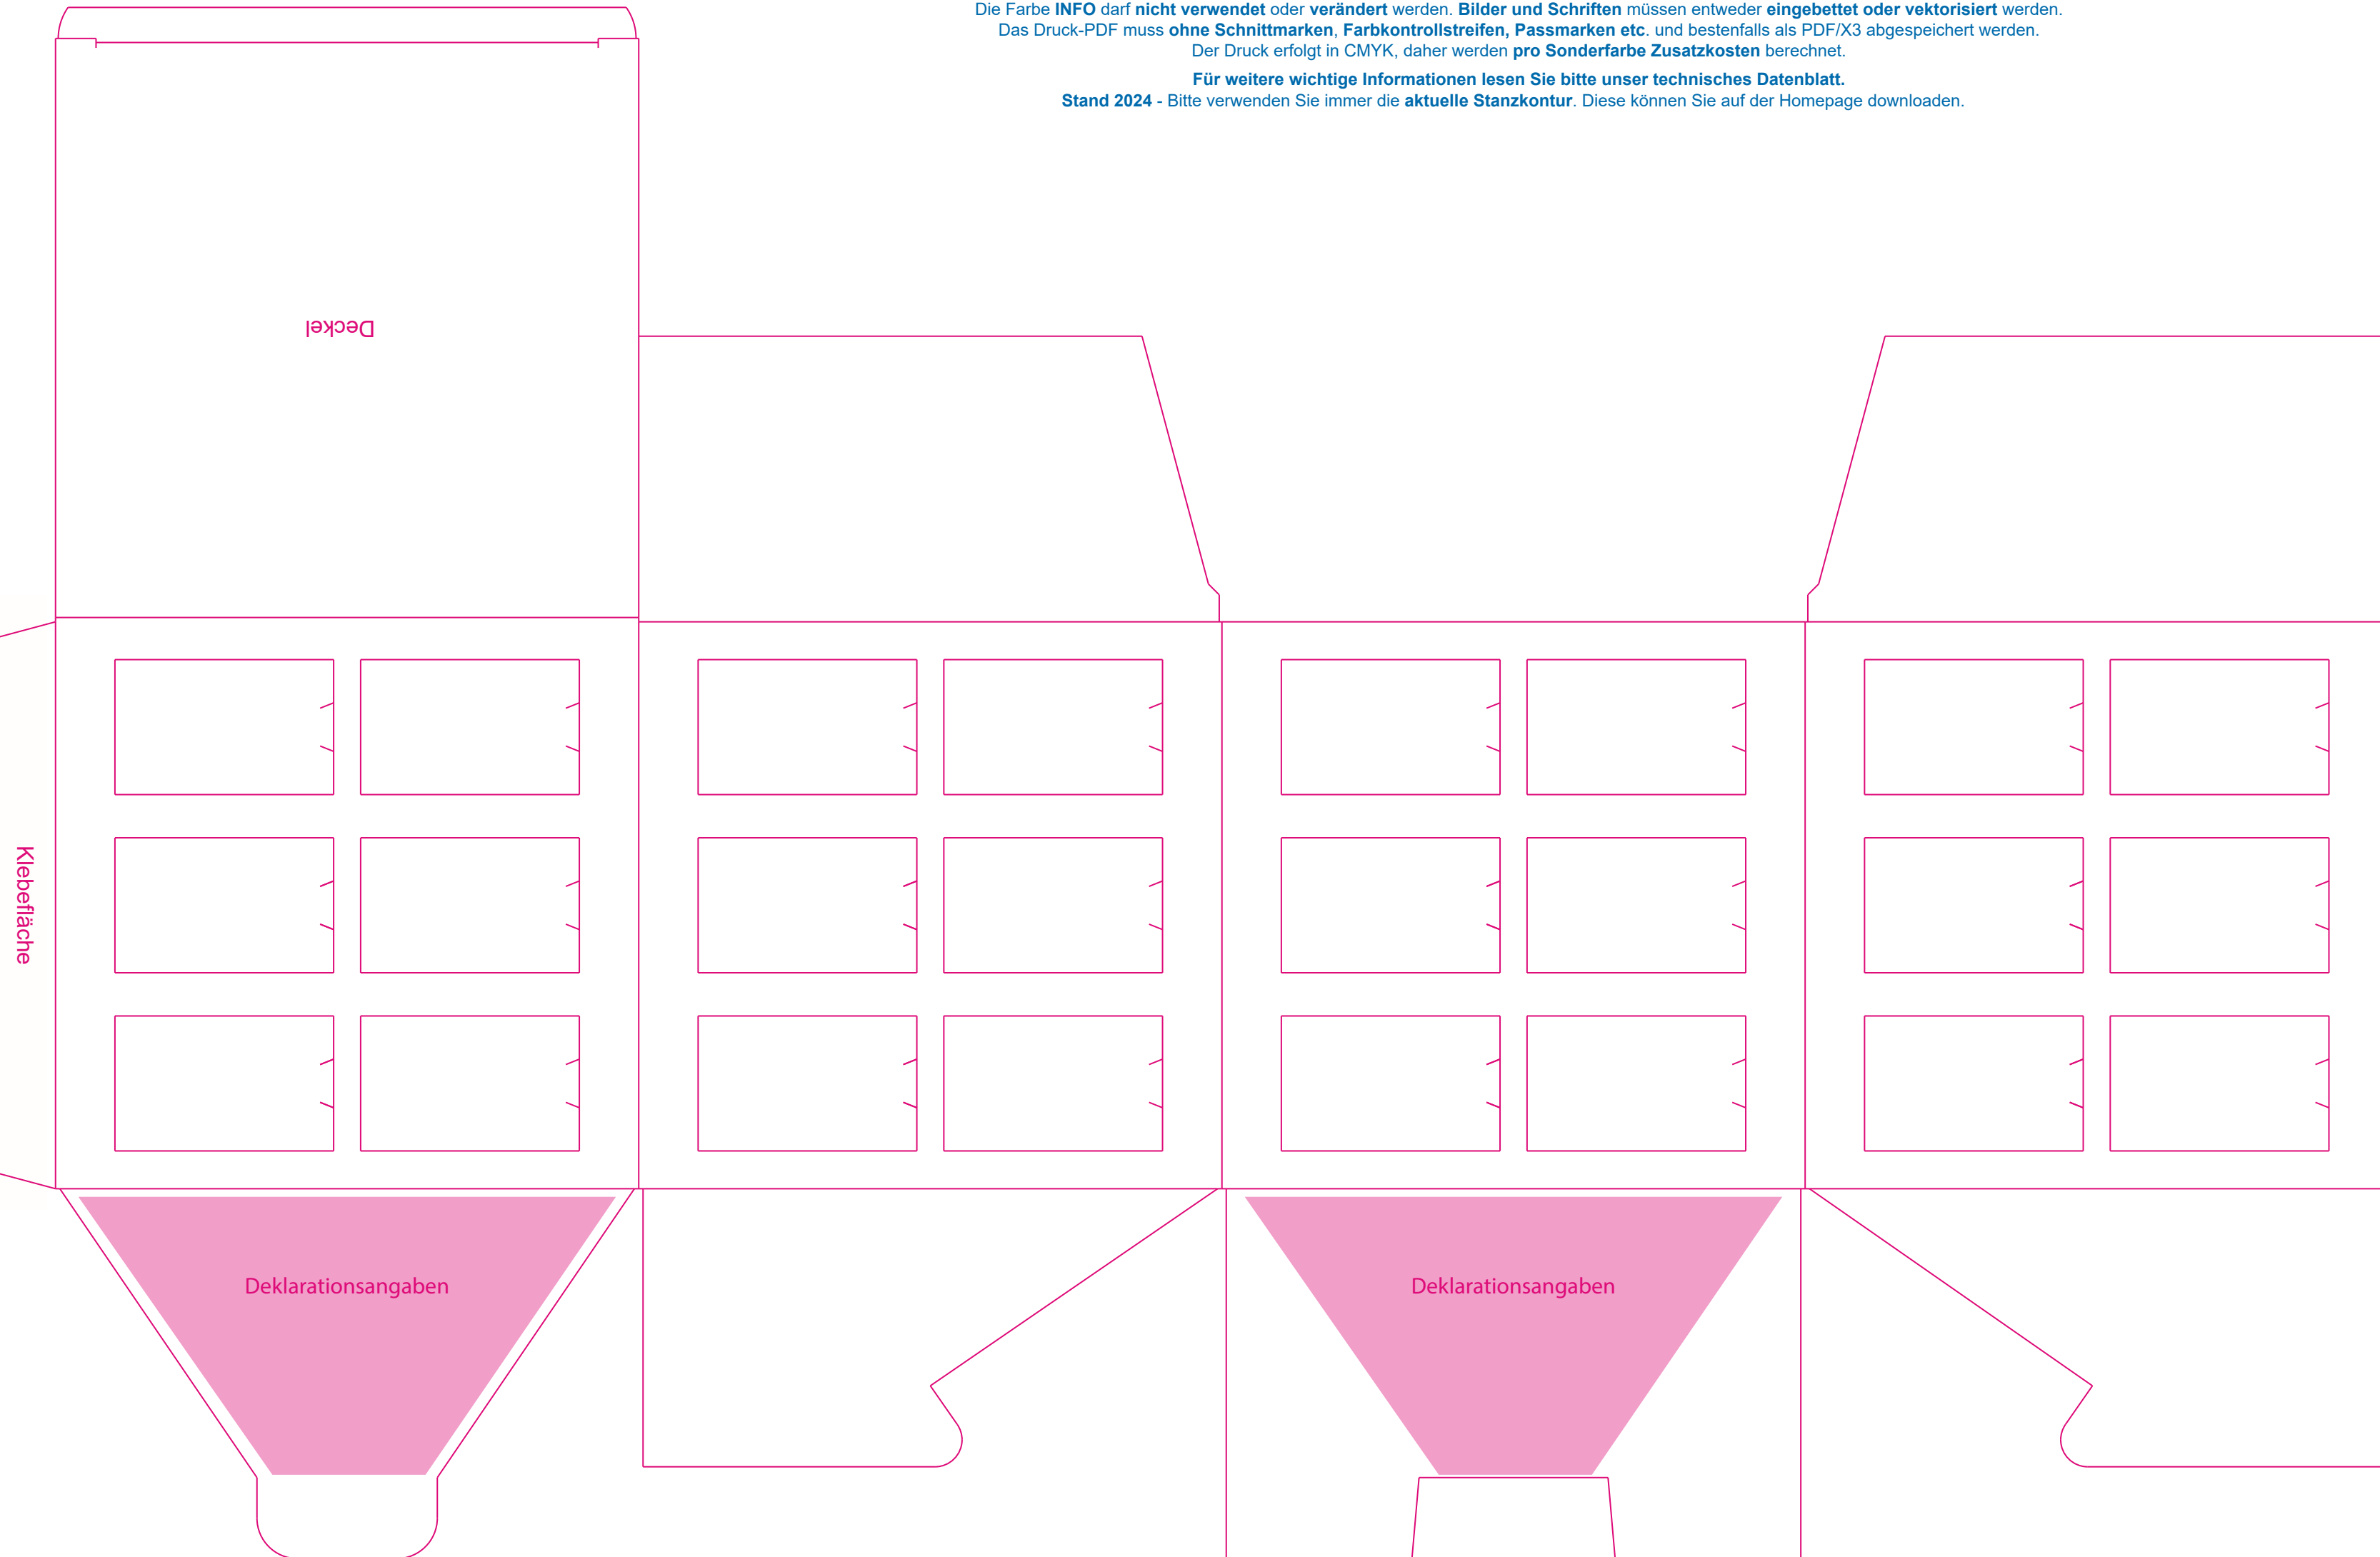 Die Farbe INFO darf nicht verwendet oder verändert werden. Bilder und Schriften müssen entweder eingebettet oder vektorisiert werden.
Das Druck-PDF muss ohne Schnittmarken, Farbkontrollstreifen, Passmarken etc. und bestenfalls als PDF/X3 abgespeichert werden.
Der Druck erfolgt in CMYK, daher werden pro Sonderfarbe Zusatzkosten berechnet.
Für weitere wichtige Informationen lesen Sie bitte unser technisches Datenblatt.
Stand 2024 - Bitte verwenden Sie immer die aktuelle Stanzkontur. Diese können Sie auf der Homepage downloaden.
Deckel
Klebefläche
Deklarationsangaben
Deklarationsangaben